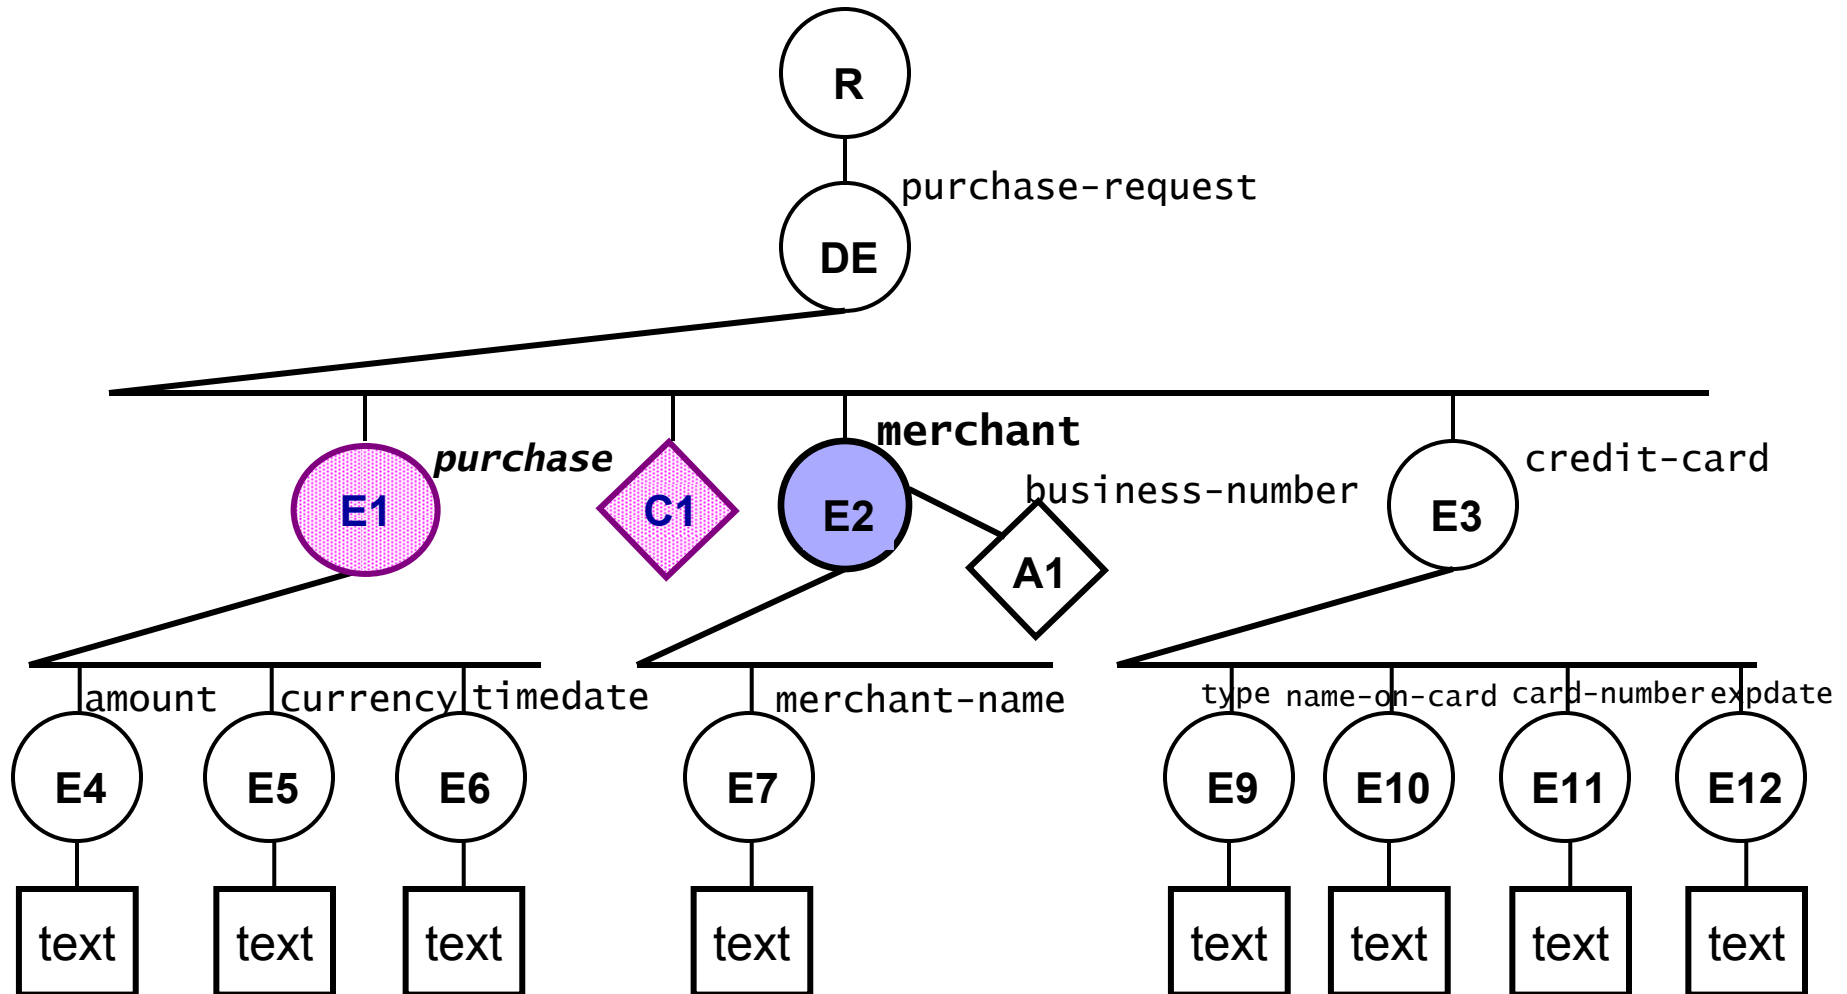 R
purchase-request
DE
merchant
purchase
credit-card
business-number
E1
C1
E2
E3
A1
amount
currency
timedate
merchant-name
type
name-on-card
card-number
expdate
E4
E5
E6
E7
E9
E10
E11
E12
text
text
text
text
text
text
text
text